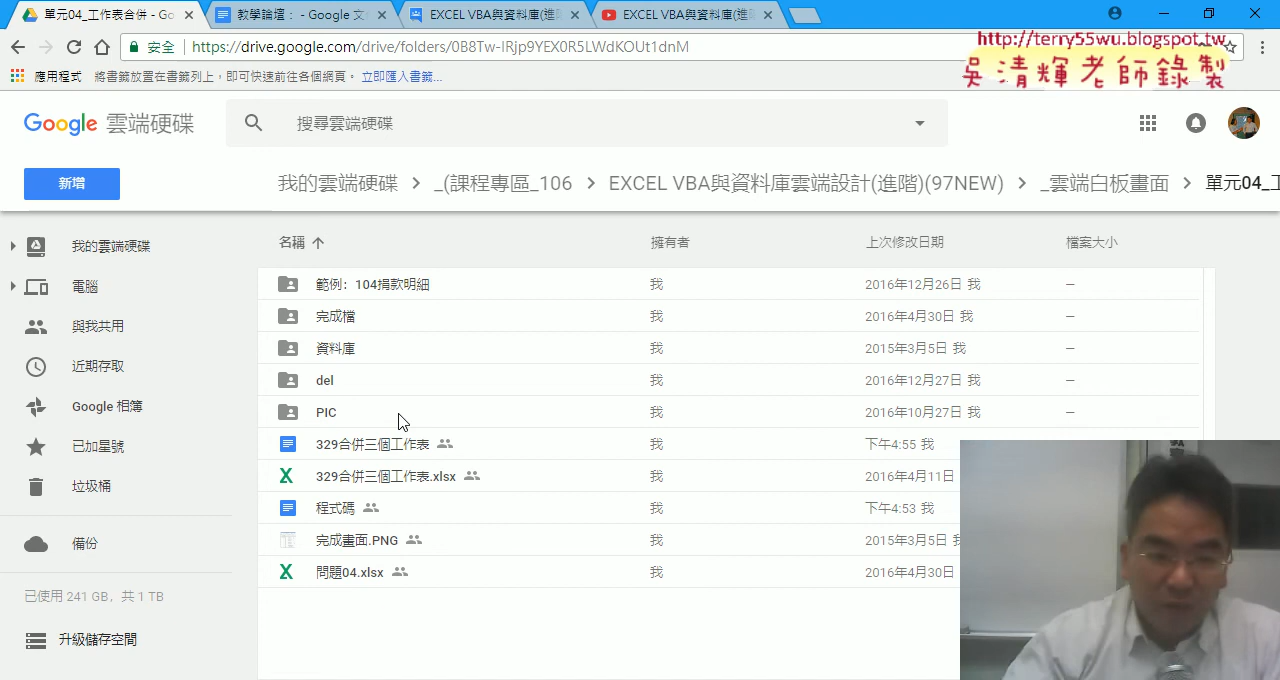 單元04_工作表合併 - Go
教學論壇： - Google 文
EXCEL VBA與資料庫(進
EXCEL VBA與資料庫(進
安全
https://drive.google.com/drive/folders/0B8Tw-IRjp9YEX0R5LWdKOUt1dnM
http://terry55wu.blogspot.tw
吳清輝老師錄製
應用程式
將書籤放置在書籤列上，即可快速前往各個網頁。
立即匯入書籤...
Google 雲端硬碟
搜尋雲端硬碟
新增
我的雲端硬碟 > _(課程專區_106 > EXCEL VBA與資料庫雲端設計(進階)(97NEW) > _雲端白板畫面 > 單元04_工
我的雲端硬碟
電腦
與我共用
近期存取
Google 相簿
已加星號
垃圾桶
備份
已使用 241 GB，共 1 TB
升級儲存空間
名稱 擁有者 上次修改日期 檔案大小
範例：104捐款明細 我 2016年12月26日 我 —
完成檔 我 2016年4月30日 我 —
資料庫 我 2015年3月5日 我 —
del 我 2016年12月27日 我 —
PIC 我 2016年10月27日 我 —
329合併三個工作表 我 下午4:55 我
329合併三個工作表.xlsx 我 2016年4月11日
程式碼 我 下午4:53 我
完成畫面.PNG 我 2015年3月5日
問題04.xlsx 我 2016年4月30日